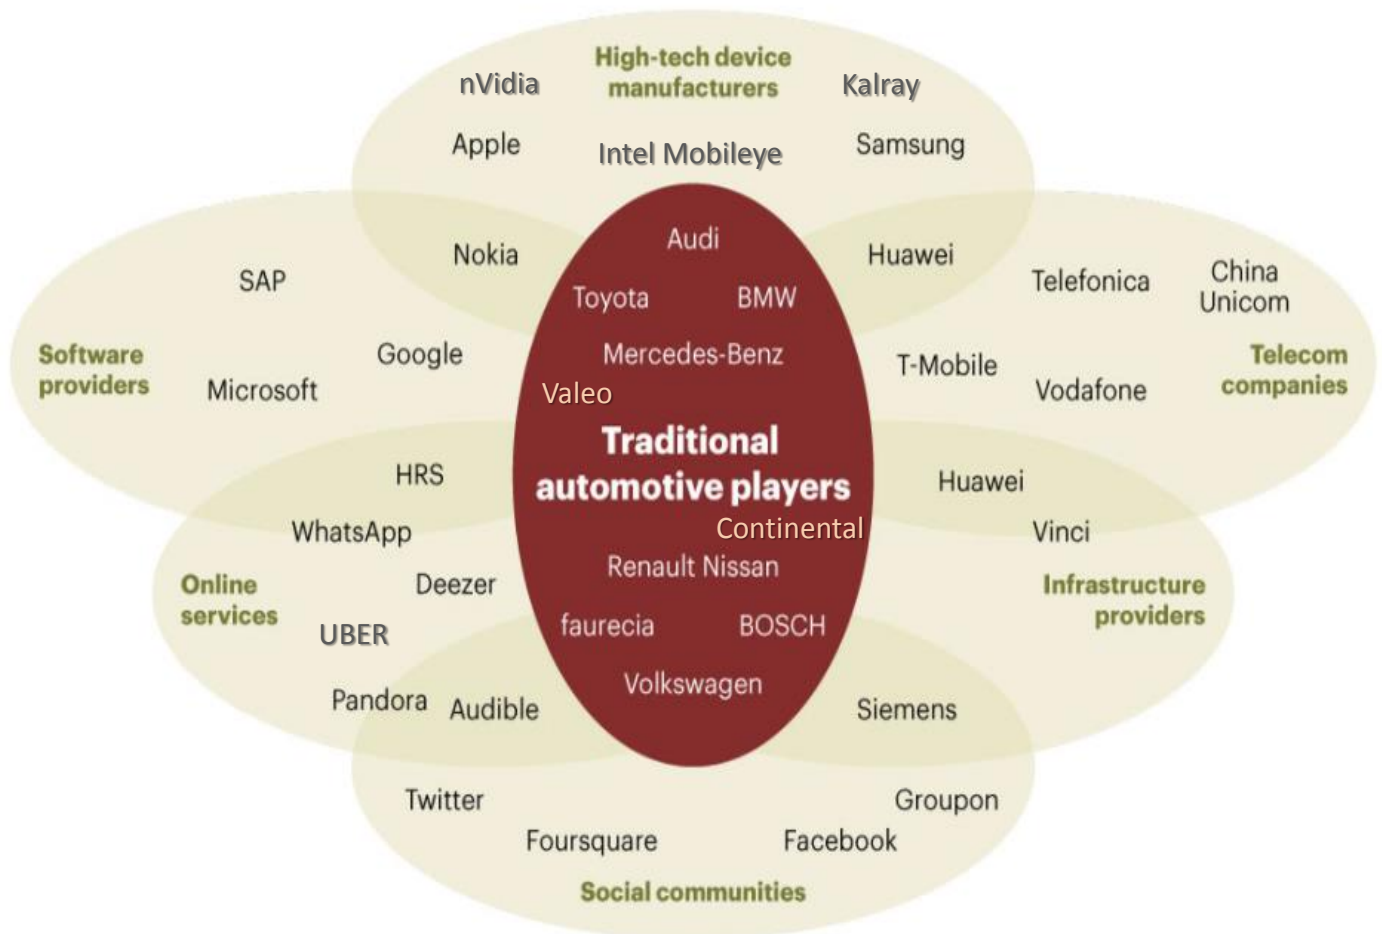 High-tech device
manufacturers
nVidia
Kalray
Apple
Intel Mobileye
Samsung
Nokia
Audi
Huawei
SAP
Toyota
BMW
Telefonica
China
Unicom
Software
providers
Google
Mercedes-Benz
T-Mobile
Telecom
companies
Microsoft
Valeo
Vodafone
Traditional
automotive players
HRS
Huawei
WhatsApp
Continental
Vinci
Online
services
Deezer
Renault Nissan
Infrastructure
providers
UBER
faurecia
BOSCH
Pandora
Audible
Volkswagen
Siemens
Twitter
Groupon
Foursquare
Facebook
Social communities